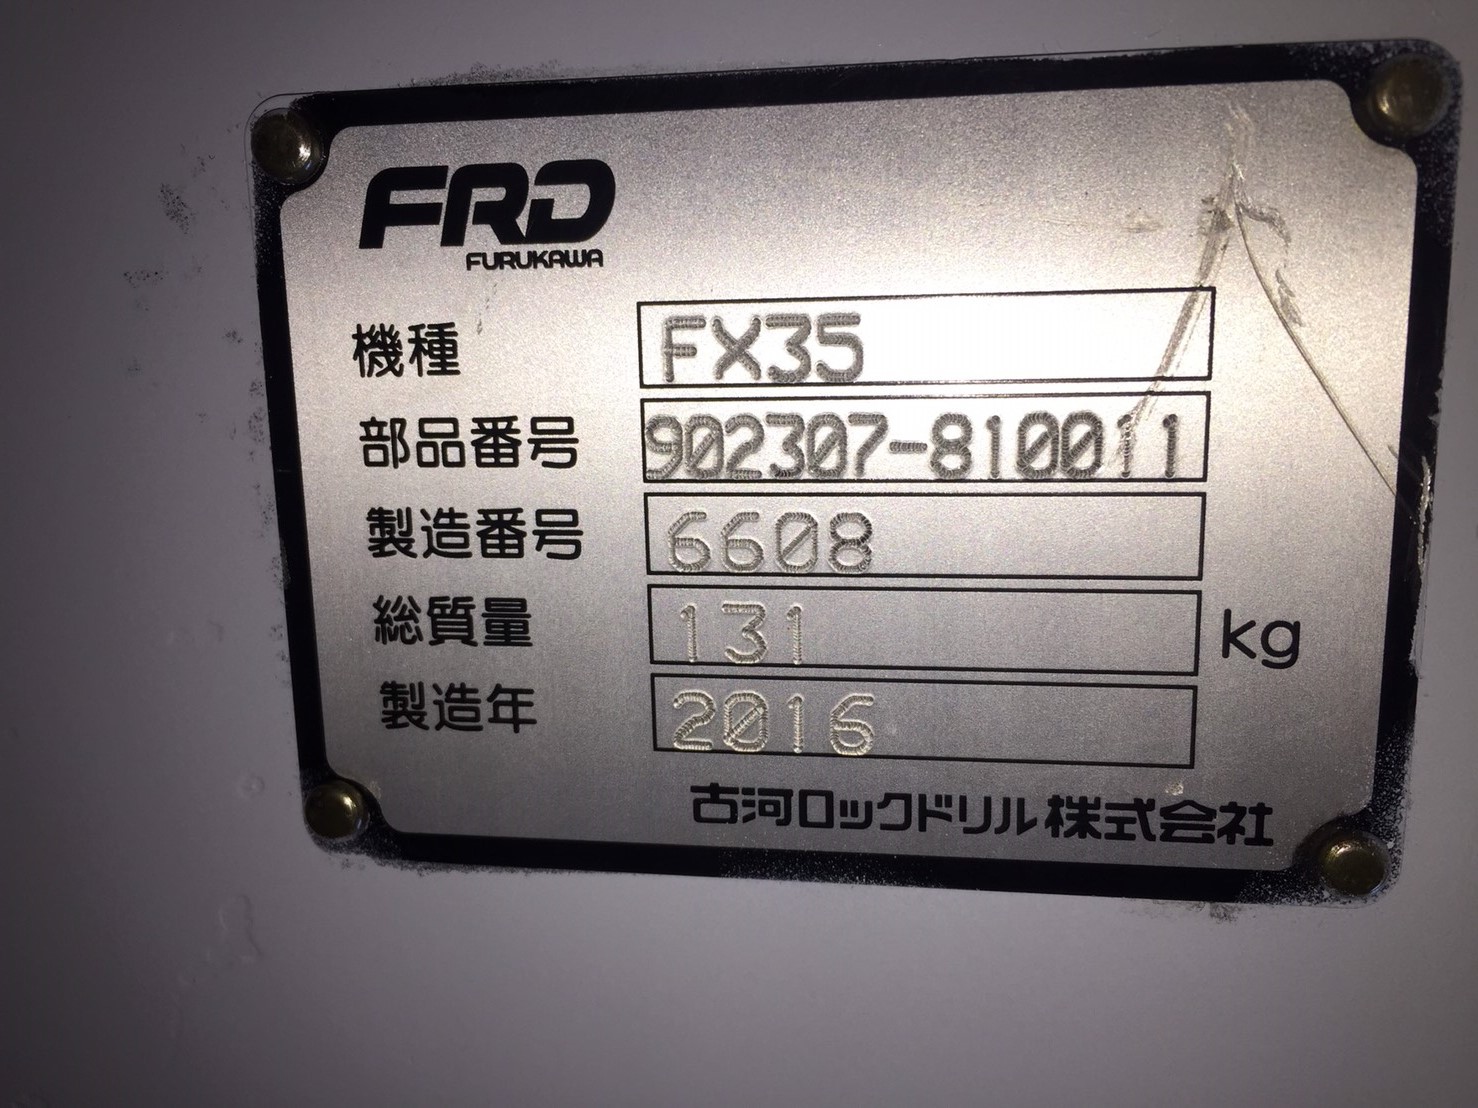 FRD
FURUKAWA
機種 FX35
部品番号 902307-810011
製造番号 6608
総質量 131 kg
製造年 2016
古河ロックドリル株式会社